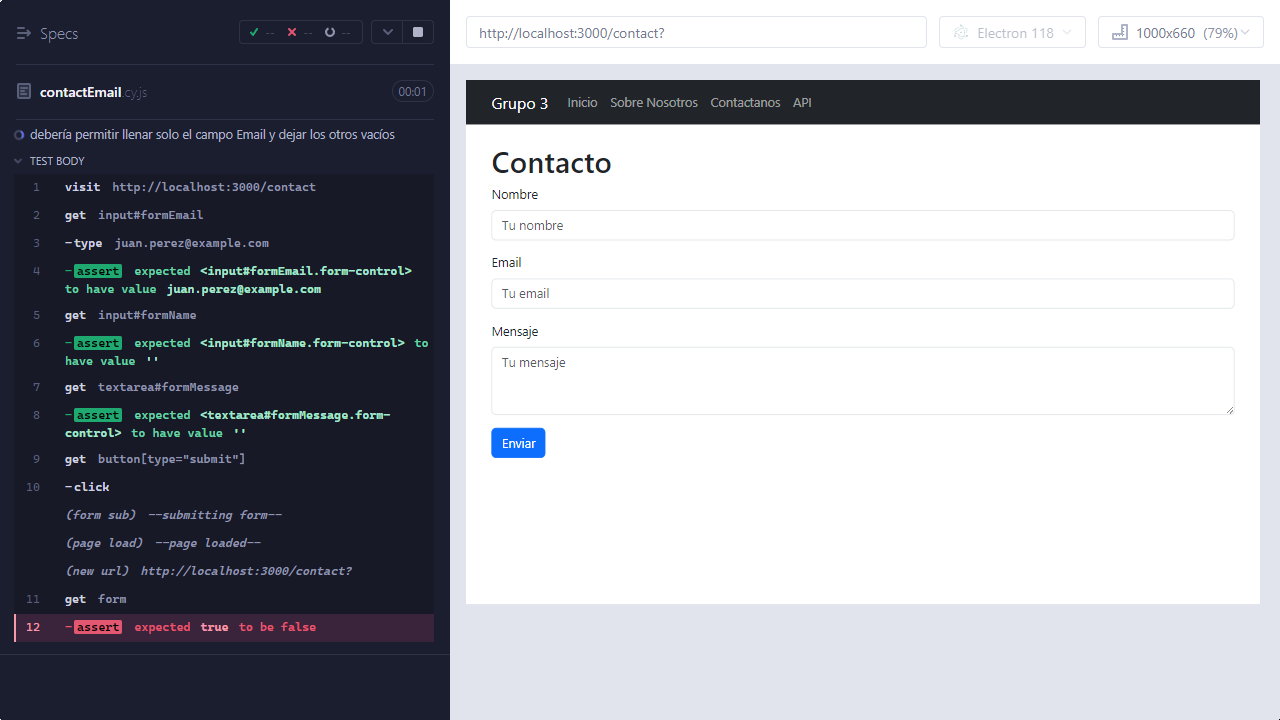 Specs
--
--
--
contactEmail.cy.js
00:01
debería permitir llenar solo el campo Email y dejar los otros vacíos
TEST BODY
1 visit http://localhost:3000/contact
2 get input#formEmail
3 -type juan.perez@example.com
4 -assert expected <input#formEmail.form-control>
to have value juan.perez@example.com
5 get input#formName
6 -assert expected <input#formName.form-control> to
have value ''
7 get textarea#formMessage
8 -assert expected <textarea#formMessage.form-
control> to have value ''
9 get button[type="submit"]
10 -click
(form sub) --submitting form--
(page load) --page loaded--
(new url) http://localhost:3000/contact?
11 get form
12 -assert expected true to be false
http://localhost:3000/contact?
Electron 118
1000x660 (79%)
Grupo 3
Inicio
Sobre Nosotros
Contactanos
API
Contacto
Nombre
Tu nombre
Email
Tu email
Mensaje
Tu mensaje
Enviar